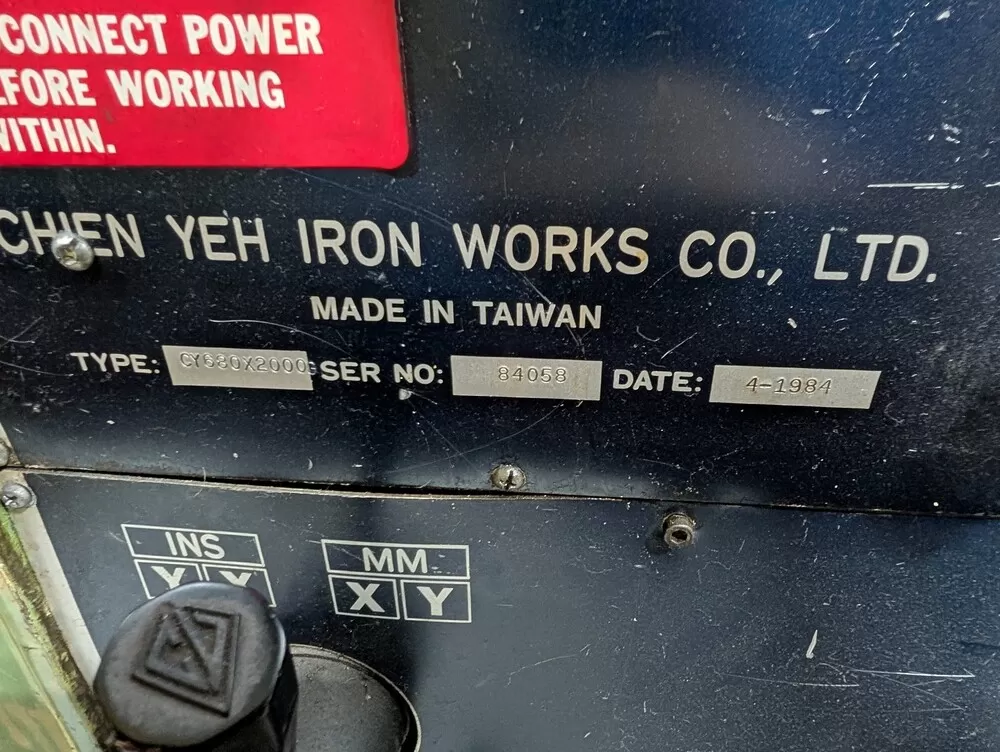 CONNECT POWER
EFORE WORKING
WITHIN.
CHIEN YEH IRON WORKS CO., LTD.
MADE IN TAIWAN
TYPE: CY680X2000G SER NO: 84058 DATE: 4-1984
INS MM
X Y X Y